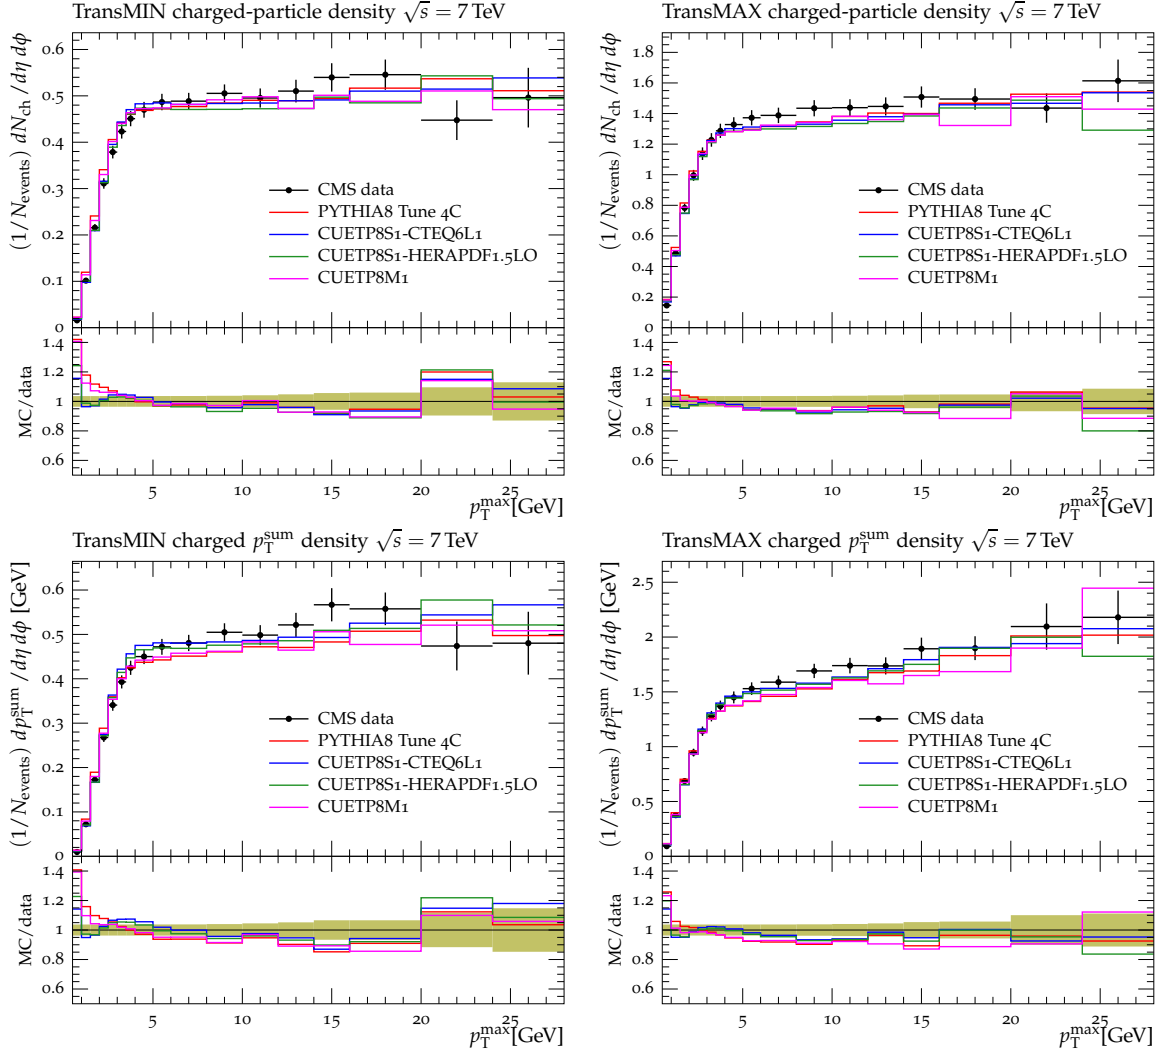 TransMIN charged-particle density √s = 7 TeV
(1/N_events) dN_ch/dη dϕ
0.6
0.5
0.4
0.3
0.2
0.1
0
CMS data
PYTHIA8 Tune 4C
CUETP8S1-CTEQ6L1
CUETP8S1-HERAPDF1.5LO
CUETP8M1
MC/data
1.4
1.2
1
0.8
0.6
5 10 15 20 25
p_T^max[GeV]
TransMAX charged-particle density √s = 7 TeV
(1/N_events) dN_ch/dη dϕ
1.8
1.6
1.4
1.2
1
0.8
0.6
0.4
0.2
0
CMS data
PYTHIA8 Tune 4C
CUETP8S1-CTEQ6L1
CUETP8S1-HERAPDF1.5LO
CUETP8M1
MC/data
1.4
1.2
1
0.8
0.6
5 10 15 20 25
p_T^max[GeV]
TransMIN charged p_T^sum density √s = 7 TeV
(1/N_events) dp_T^sum/dη dϕ [GeV]
0.6
0.5
0.4
0.3
0.2
0.1
0
CMS data
PYTHIA8 Tune 4C
CUETP8S1-CTEQ6L1
CUETP8S1-HERAPDF1.5LO
CUETP8M1
MC/data
1.4
1.2
1
0.8
0.6
5 10 15 20 25
p_T^max[GeV]
TransMAX charged p_T^sum density √s = 7 TeV
(1/N_events) dp_T^sum/dη dϕ [GeV]
2.5
2
1.5
1
0.5
0
CMS data
PYTHIA8 Tune 4C
CUETP8S1-CTEQ6L1
CUETP8S1-HERAPDF1.5LO
CUETP8M1
MC/data
1.4
1.2
1
0.8
0.6
5 10 15 20 25
p_T^max[GeV]